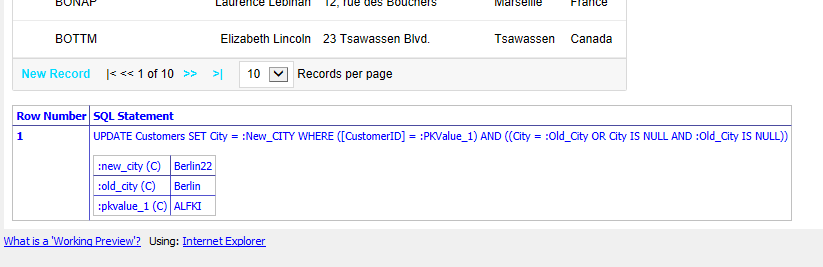 BONAP Laurence Lebihan 12, rue des Bouchers Marseille France
BOTTM Elizabeth Lincoln 23 Tsawassen Blvd. Tsawassen Canada
New Record |< << 1 of 10 >> >| 10 Records per page
Row Number SQL Statement
1 UPDATE Customers SET City = :New_CITY WHERE ([CustomerID] = :PKValue_1) AND ((City = :Old_City OR City IS NULL AND :Old_City IS NULL))
:new_city (C) Berlin22
:old_city (C) Berlin
:pkvalue_1 (C) ALFKI
What is a 'Working Preview'? Using: Internet Explorer